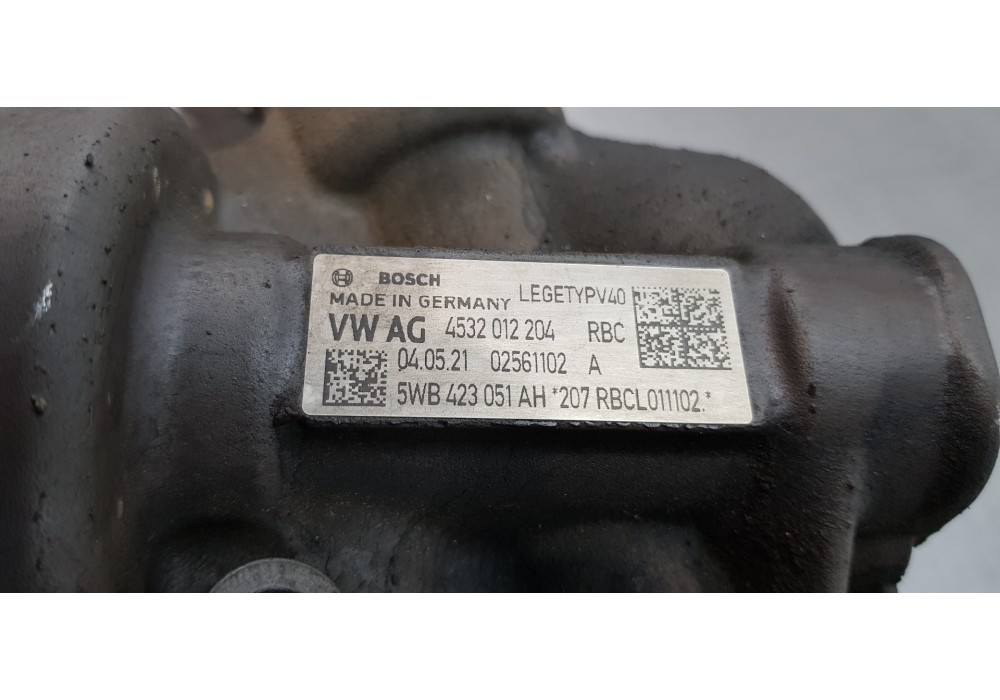 BOSCH
MADE IN GERMANY LEGETYPV40
VW AG 4532 012 204 RBC
04.05.21 02561102 A
5WB 423 051 AH *207 RBCL011102.*